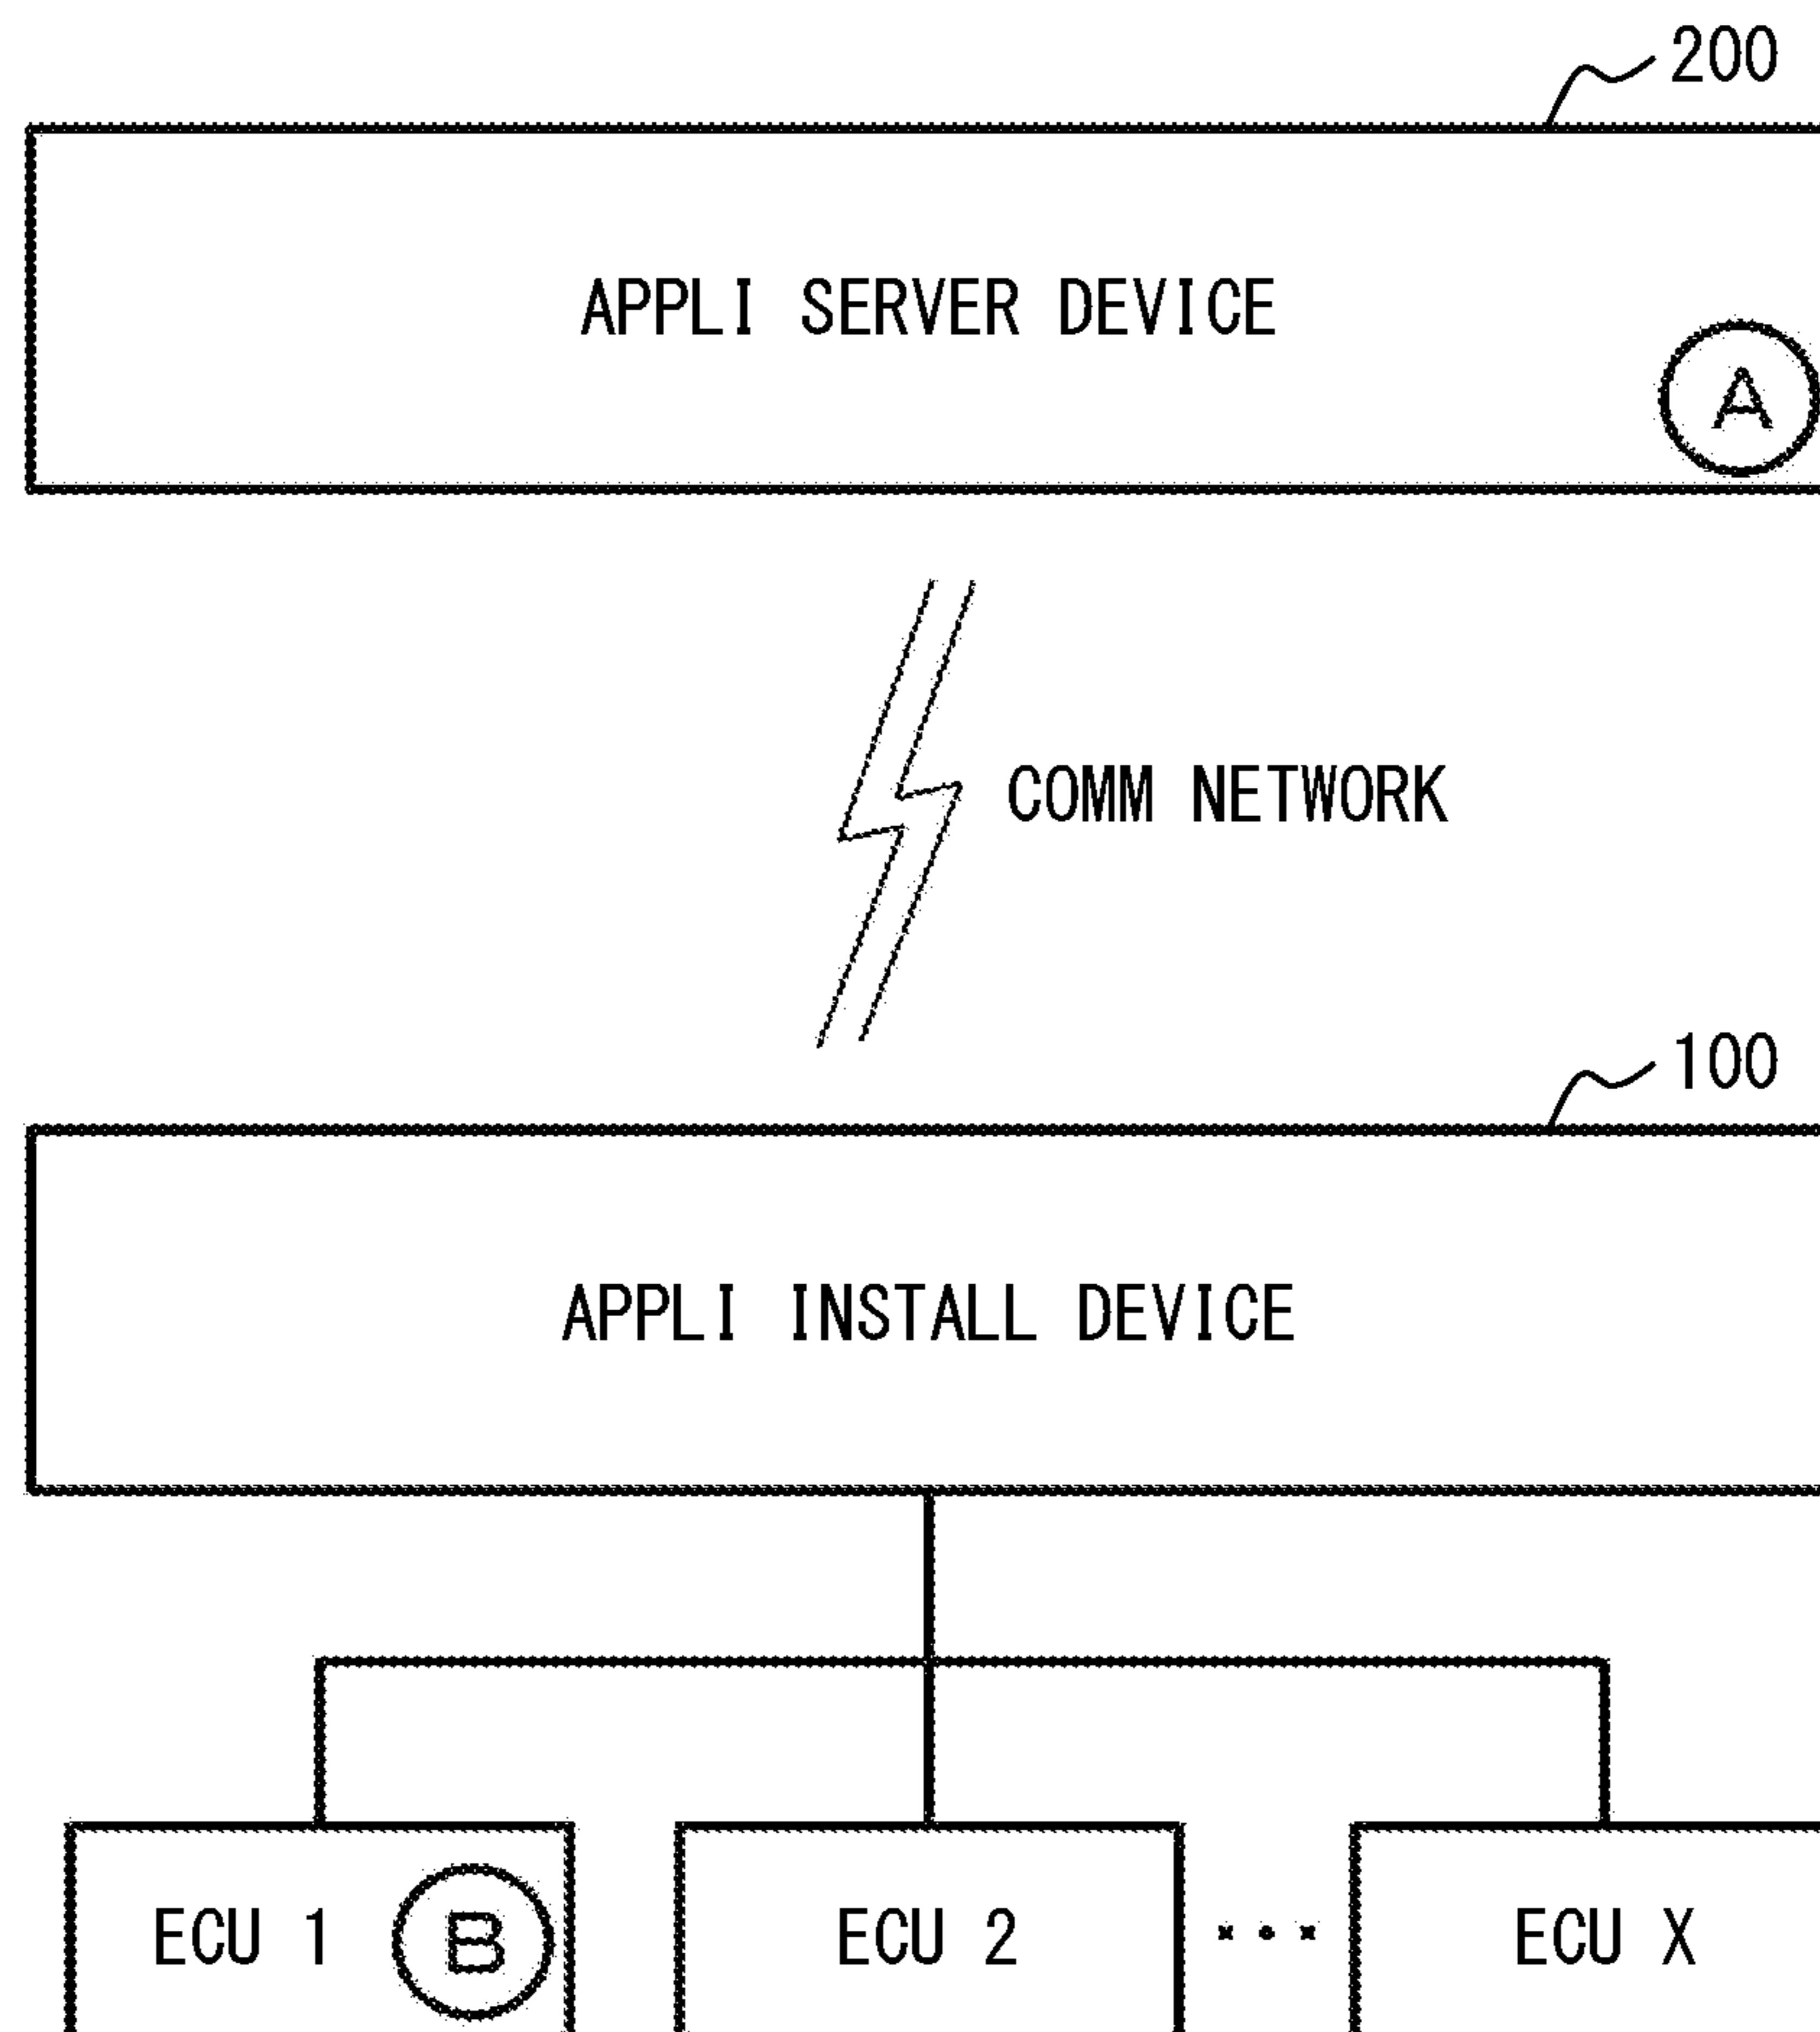 200
APPLI SERVER DEVICE
A
COMM NETWORK
100
APPLI INSTALL DEVICE
ECU 1
B
ECU 2
ECU X